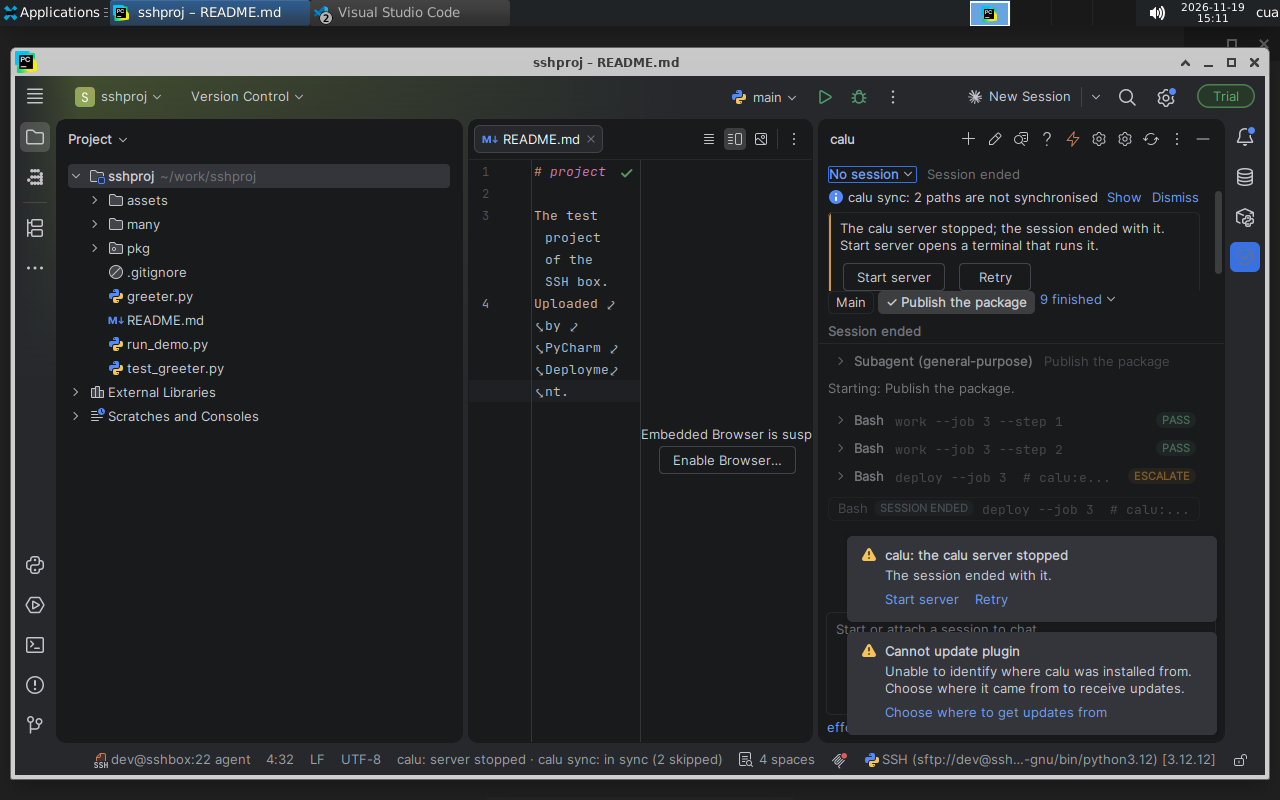 Applications
sshproj – README.md
2
Visual Studio Code
2026-11-19
15:11
cua
sshproj – README.md
S
sshproj
Version Control
main
New Session
Trial
Project
sshproj ~/work/sshproj
assets
many
pkg
.gitignore
greeter.py
README.md
run_demo.py
test_greeter.py
External Libraries
Scratches and Consoles
README.md
1
# project
2
3
The test
project
of the
SSH box.
4
Uploaded
by
PyCharm
Deployme
nt.
Embedded Browser is susp
Enable Browser...
calu
No session
Session ended
calu sync: 2 paths are not synchronised Show Dismiss
The calu server stopped; the session ended with it.
Start server opens a terminal that runs it.
Start server
Retry
Main
Publish the package
9 finished
Session ended
Subagent (general-purpose) Publish the package
Starting: Publish the package.
Bash work --job 3 --step 1 PASS
Bash work --job 3 --step 2 PASS
Bash deploy --job 3 # calu:e... ESCALATE
Bash SESSION ENDED deploy --job 3 # calu:...
calu: the calu server stopped
The session ended with it.
Start server Retry
Start or attach a session to chat
Cannot update plugin
Unable to identify where calu was installed from.
Choose where it came from to receive updates.
Choose where to get updates from
SSH dev@sshbox:22 agent
4:32
LF
UTF-8
calu: server stopped · calu sync: in sync (2 skipped)
4 spaces
SSH (sftp://dev@ssh...-gnu/bin/python3.12) [3.12.12]